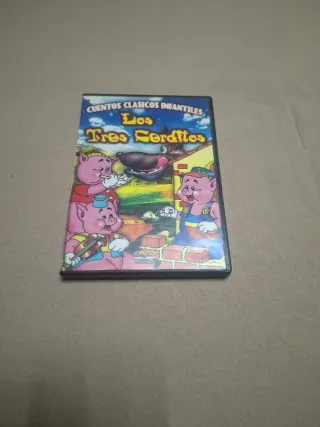 CUENTOS CLASICOS INFANTILES
Los
Tres Cerditos